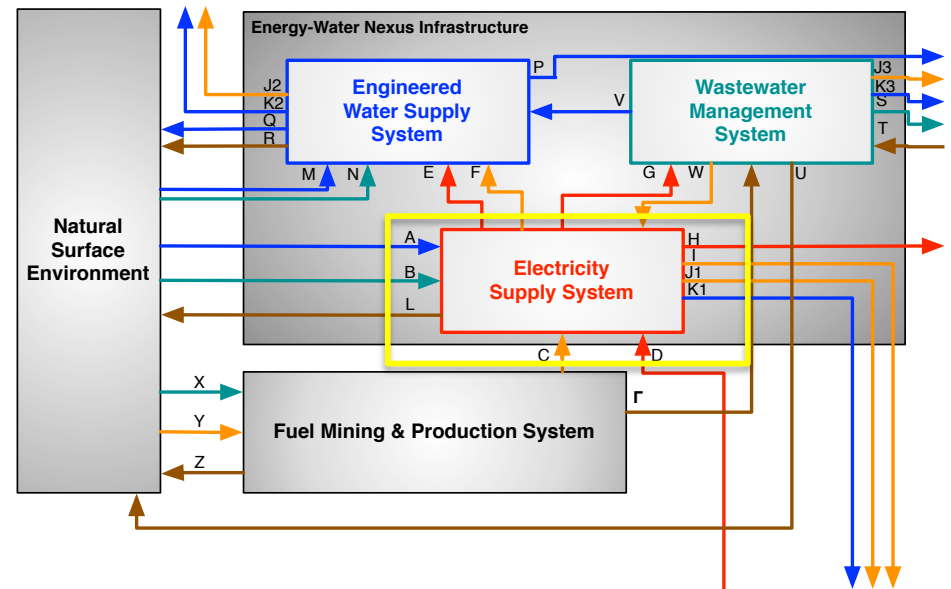 Energy-Water Nexus Infrastructure
J2
K2
Q
R
Engineered
Water Supply
System
P
V
Wastewater
Management
System
J3
K3
S
T
M
N
E
F
G
W
U
Natural
Surface
Environment
A
B
L
Electricity
Supply System
H
I
J1
K1
C
D
X
Y
Z
Fuel Mining & Production System
Γ